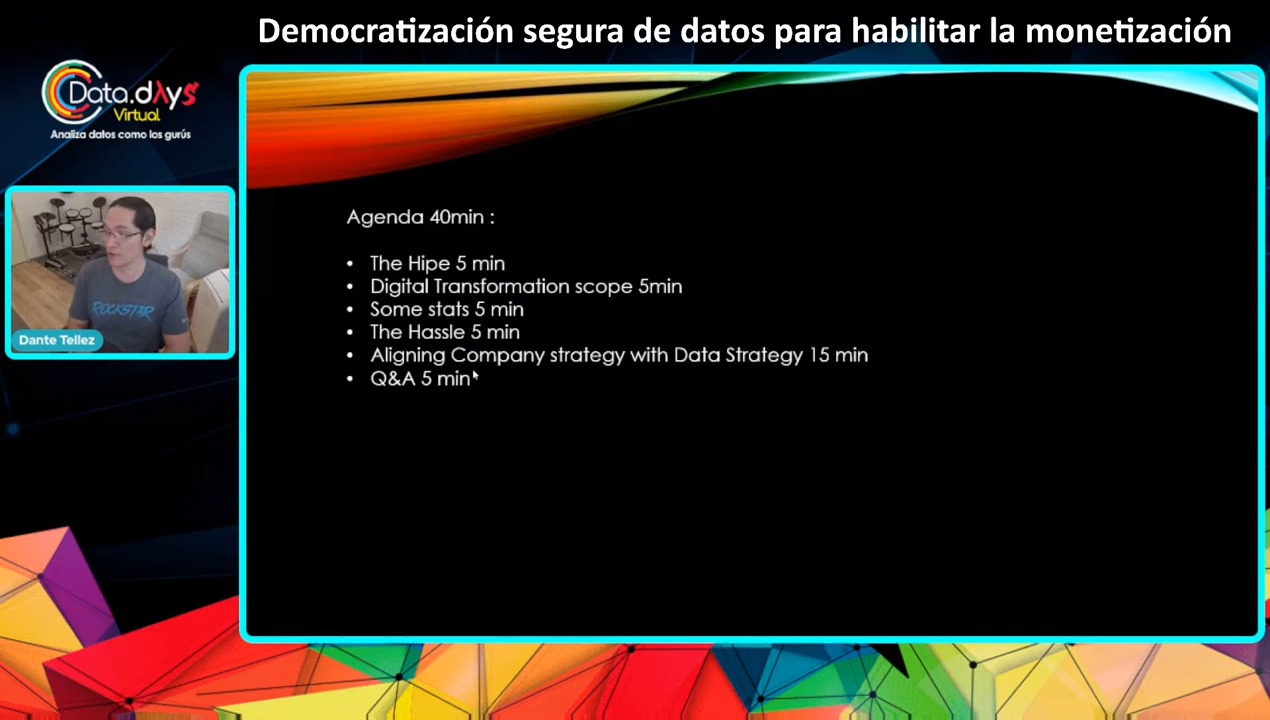 Democratización segura de datos para habilitar la monetización
Data.dAys
Virtual
Analiza datos como los gurús
Agenda 40min :
• The Hipe 5 min
• Digital Transformation scope 5min
• Some stats 5 min
• The Hassle 5 min
• Aligning Company strategy with Data Strategy 15 min
• Q&A 5 min
ROCKSTAR
Dante Tellez